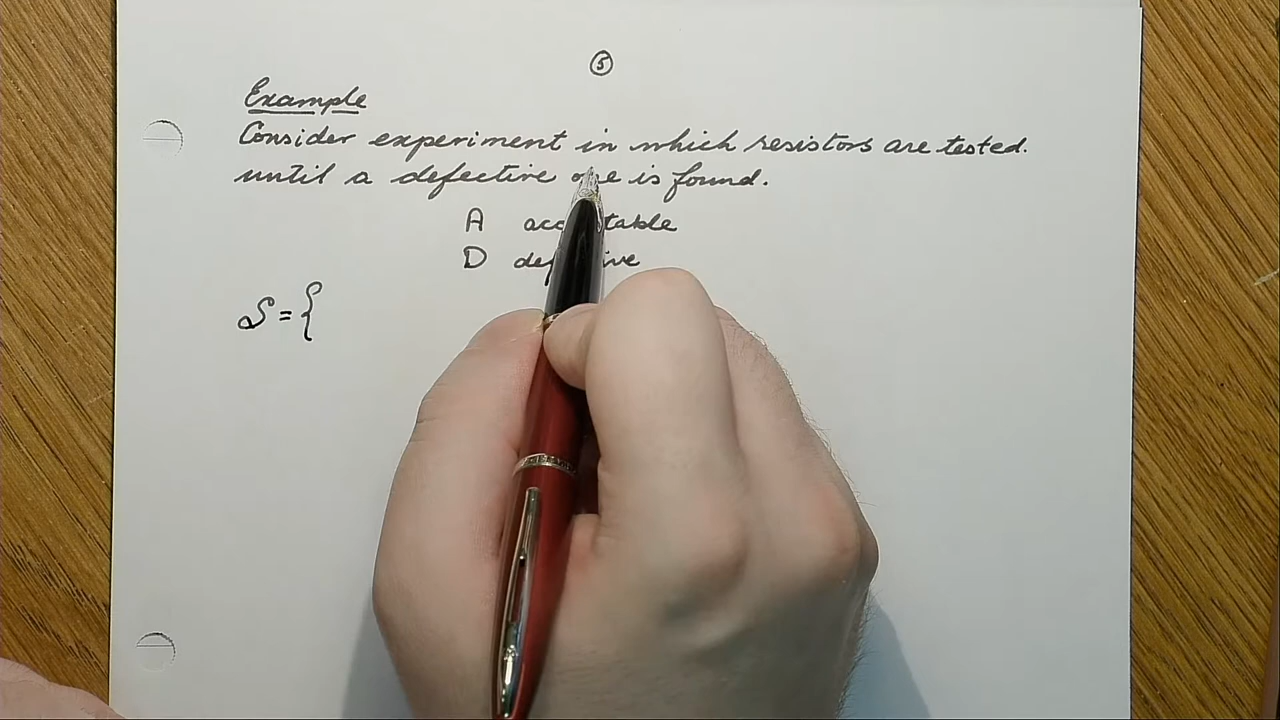 ⑤
Example
Consider experiment in which resistors are tested.
until a defective is found.
A
D
S = {